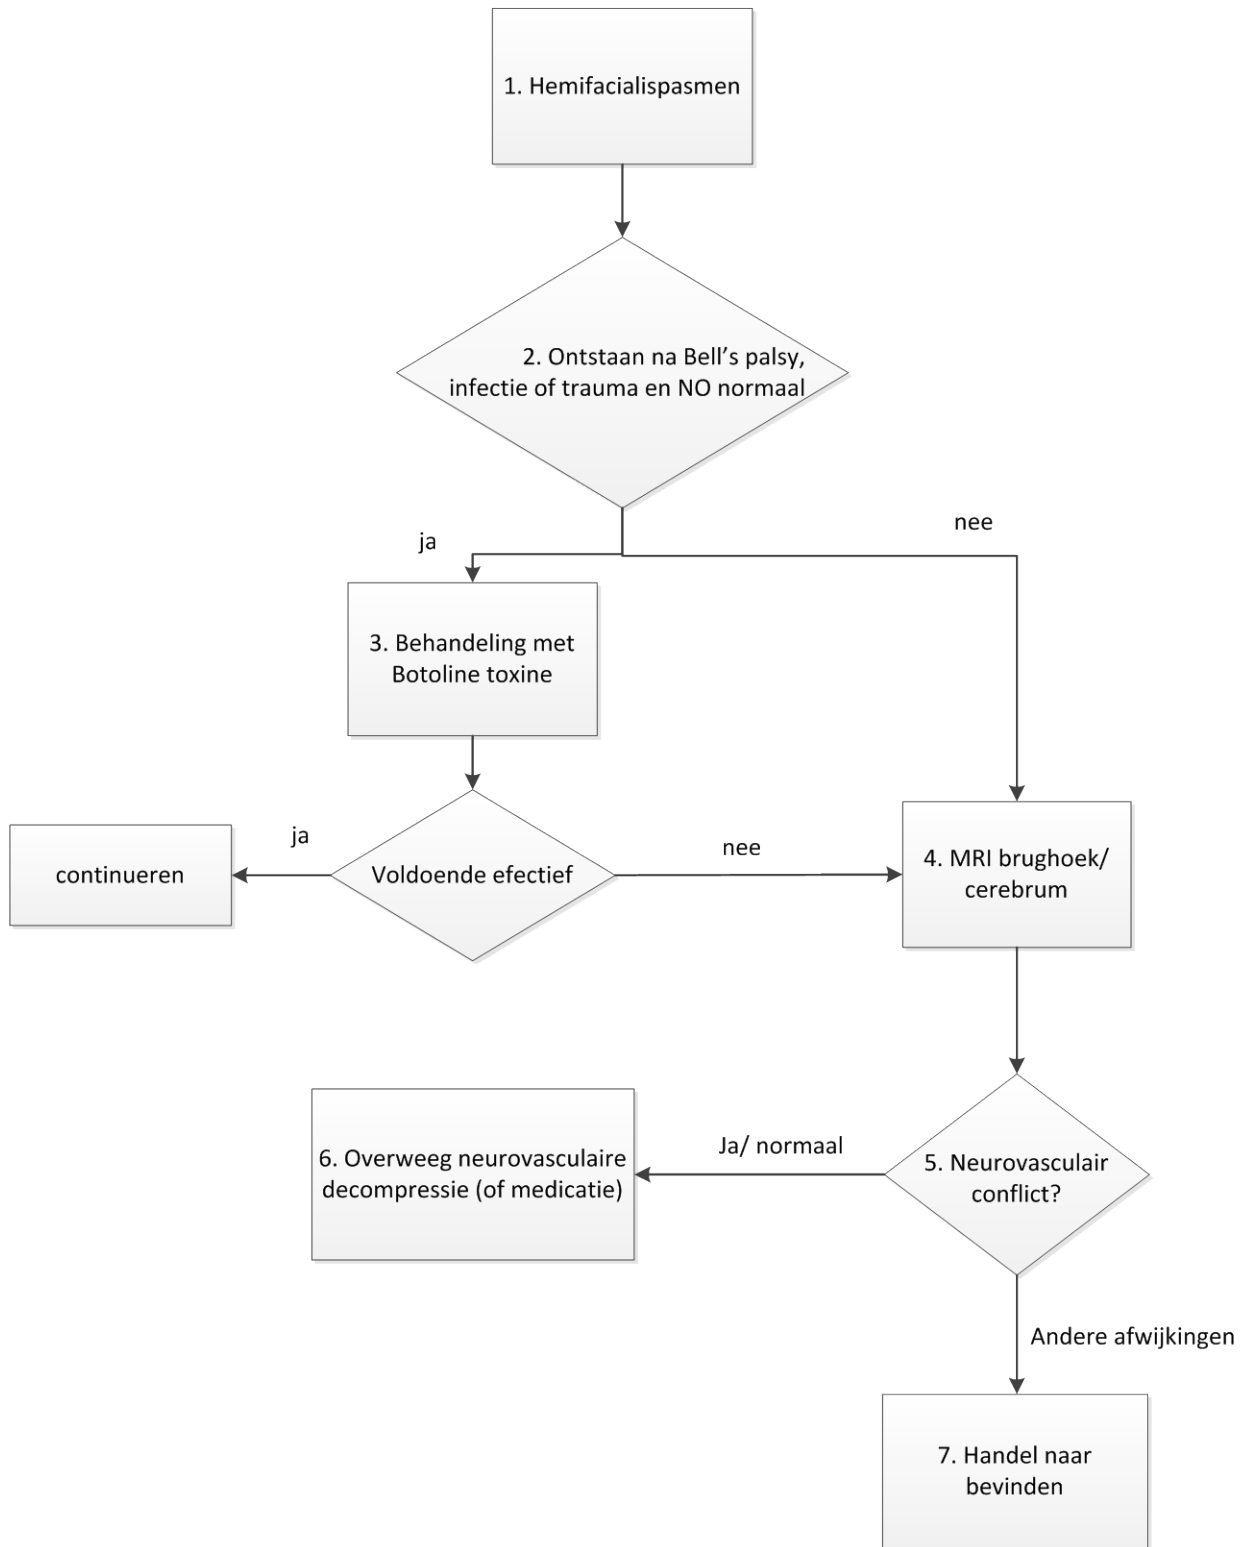 1. Hemifacialispasmen
2. Ontstaan na Bell’s palsy,
infectie of trauma en NO normaal
ja
nee
3. Behandeling met
Botoline toxine
continueren
ja
Voldoende efectief
nee
4. MRI brughoek/
cerebrum
6. Overweeg neurovasculaire
decompressie (of medicatie)
Ja/ normaal
5. Neurovasculair
conflict?
Andere afwijkingen
7. Handel naar
bevinden